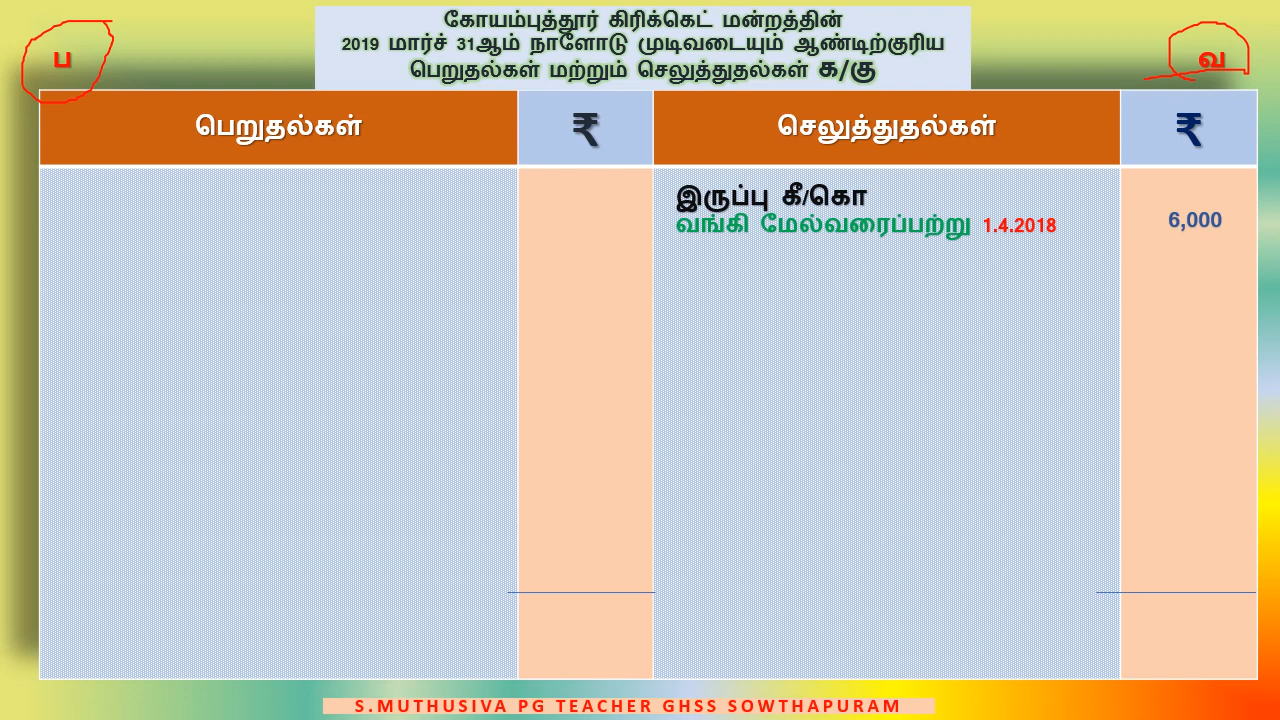 கோயம்புத்தூர் கிரிக்கெட் மன்றத்தின்
2019 மார்ச் 31ஆம் நாளோடு முடிவடையும் ஆண்டிற்குரிய
பெறுதல்கள் மற்றும் செலுத்துதல்கள் க/கு
ப
வ
பெறுதல்கள் ₹ செலுத்துதல்கள் ₹
இருப்பு கீ/கொ
வங்கி மேல்வரைப்பற்று 1.4.2018 6,000
S.MUTHUSIVA PG TEACHER GHSS SOWTHAPURAM